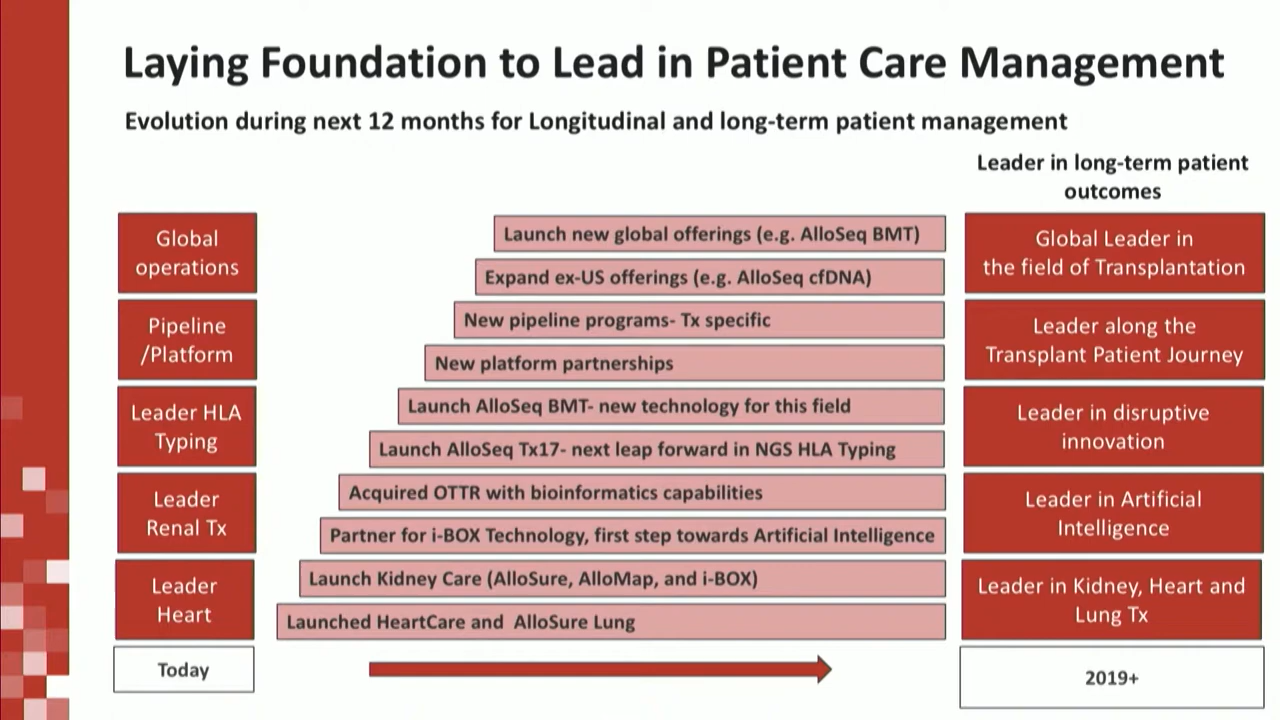 Laying Foundation to Lead in Patient Care Management
Evolution during next 12 months for Longitudinal and long-term patient management
Leader in long-term patient
outcomes
Global
operations
Launch new global offerings (e.g. AlloSeq BMT)
Expand ex-US offerings (e.g. AlloSeq cfDNA)
Global Leader in
the field of Transplantation
Pipeline
/Platform
New pipeline programs- Tx specific
New platform partnerships
Leader along the
Transplant Patient Journey
Leader HLA
Typing
Launch AlloSeq BMT- new technology for this field
Launch AlloSeq Tx17- next leap forward in NGS HLA Typing
Leader in disruptive
innovation
Leader
Renal Tx
Acquired OTTR with bioinformatics capabilities
Partner for i-BOX Technology, first step towards Artificial Intelligence
Leader in Artificial
Intelligence
Leader
Heart
Launch Kidney Care (AlloSure, AlloMap, and i-BOX)
Launched HeartCare and AlloSure Lung
Leader in Kidney, Heart and
Lung Tx
Today
2019+